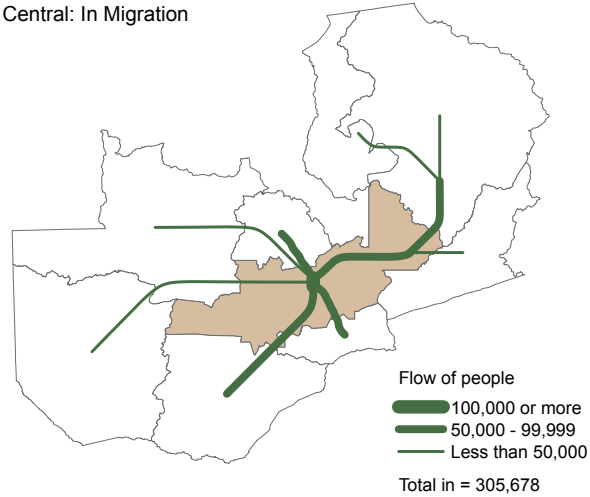 Central: In Migration
Flow of people
100,000 or more
50,000 - 99,999
Less than 50,000
Total in = 305,678